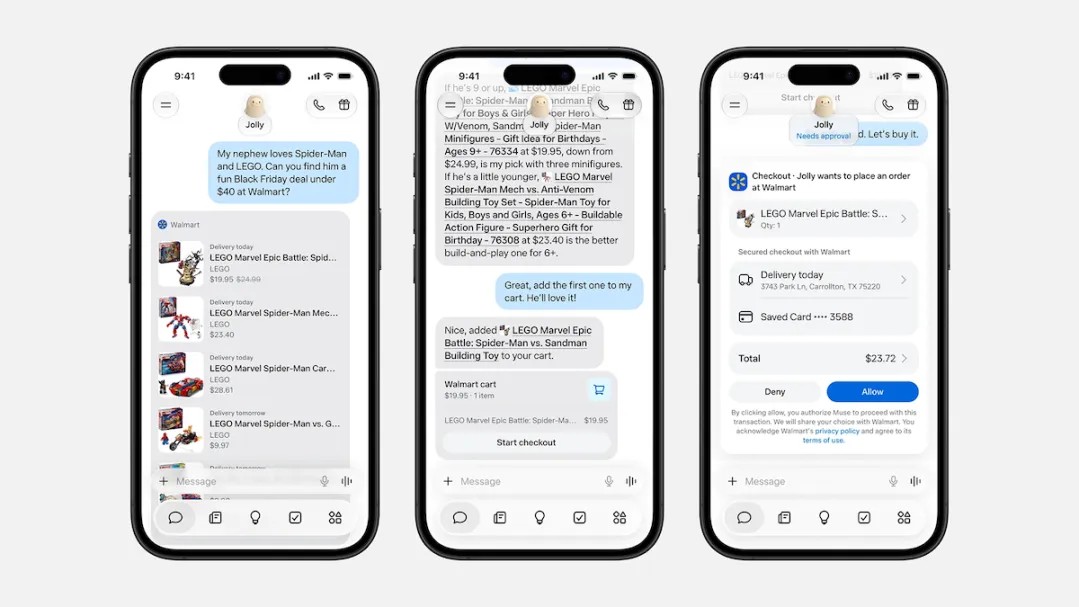 9:41
Jolly
My nephew loves Spider-Man
and LEGO. Can you find him a
fun Black Friday deal under
$40 at Walmart?
Walmart
Delivery today
LEGO Marvel Epic Battle: Spid...
LEGO
$19.95 $24.99
Delivery today
LEGO Marvel Spider-Man Mec...
LEGO
$23.40
Delivery today
LEGO Marvel Spider-Man Car...
LEGO
$28.61
Delivery tomorrow
LEGO Marvel Spider-Man vs. G...
LEGO
$9.97
Delivery tomorrow
Message
9:41
If he's 9 or up, LEGO Marvel Epic
Battle: Spider-Man
Jolly
W/Venom,
Minifigures - Gift Idea for Birthdays -
Ages 9+ - 76334 at $19.95, down from
$24.99, is my pick with three minifigures.
If he's a little younger, LEGO Marvel
Spider-Man Mech vs. Anti-Venom
Building Toy Set - Spider-Man Toy for
Kids, Boys and Girls, Ages 6+ - Buildable
Action Figure - Superhero Gift for
Birthday - 76308 at $23.40 is the better
build-and-play one for 6+.
Great, add the first one to my
cart. He'll love it!
Nice, added LEGO Marvel Epic
Battle: Spider-Man vs. Sandman
Building Toy to your cart.
Walmart cart
$19.95 · 1 item
LEGO Marvel Epic Battle: Spider-Ma... $19.95
Start checkout
Message
9:41
Jolly
Needs approval
d. Let's buy it.
Checkout · Jolly wants to place an order
at Walmart
LEGO Marvel Epic Battle: S...
Qty: 1
Secured checkout with Walmart
Delivery today
3743 Park Ln, Carrollton, TX 75220
Saved Card •••• 3588
Total $23.72
Deny
Allow
By clicking allow, you authorize Muse to proceed with this
transaction. We will share your choice with Walmart. You
acknowledge Walmart's privacy policy and agree to its
terms of use.
Message